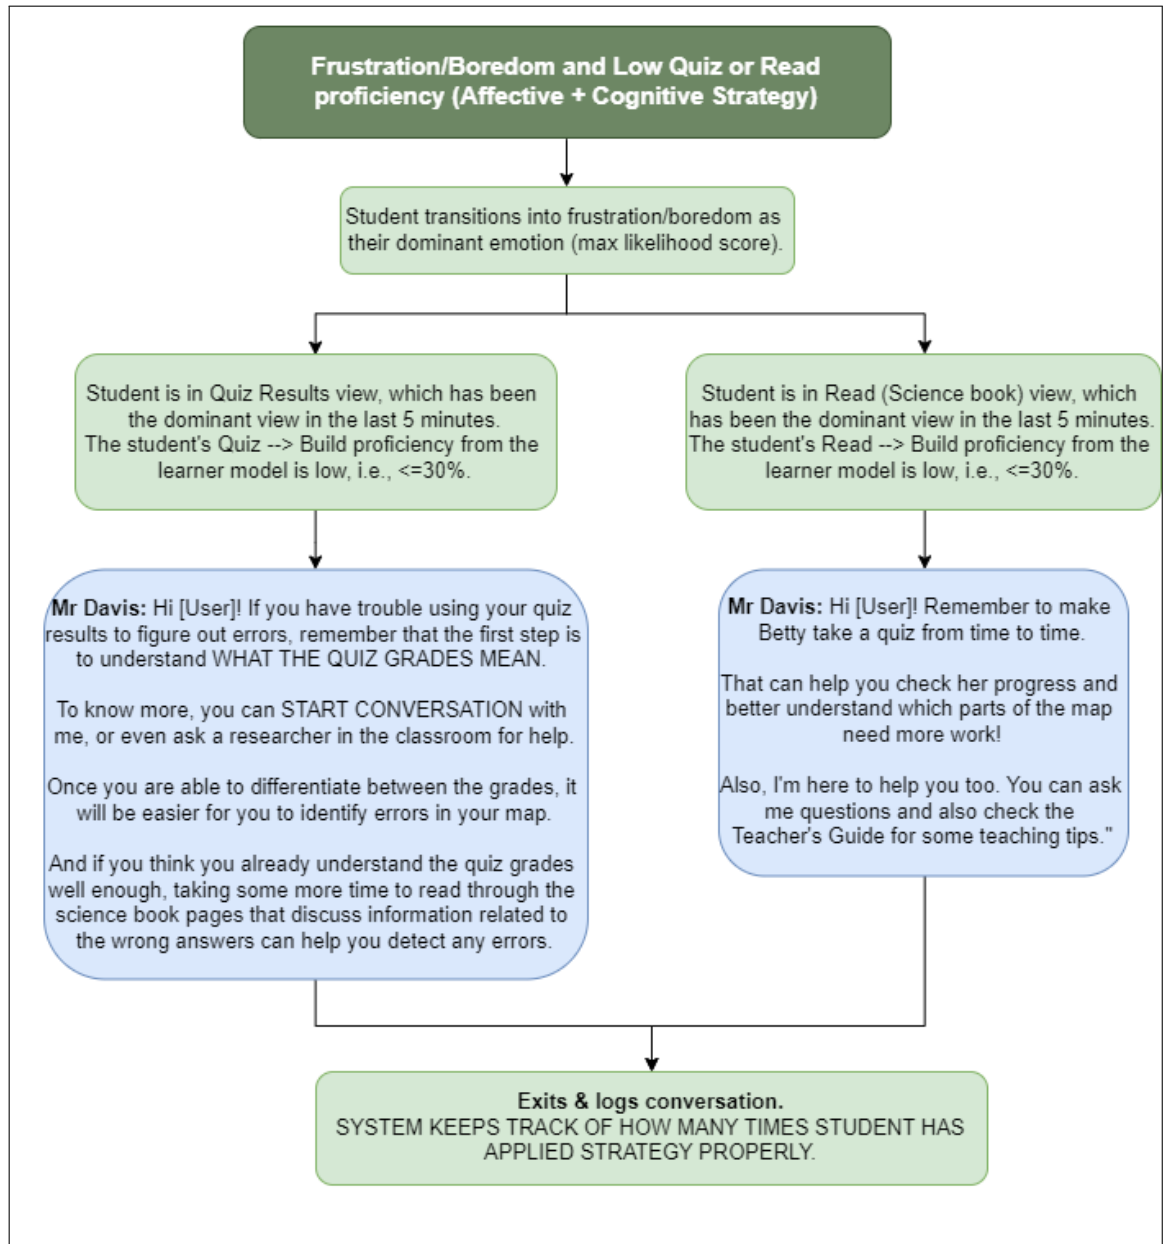 Frustration/Boredom and Low Quiz or Read
proficiency (Affective + Cognitive Strategy)
Student transitions into frustration/boredom as
their dominant emotion (max likelihood score).
Student is in Quiz Results view, which has been
the dominant view in the last 5 minutes.
The student's Quiz --> Build proficiency from the
learner model is low, i.e., <=30%.
Student is in Read (Science book) view, which
has been the dominant view in the last 5 minutes.
The student's Read --> Build proficiency from the
learner model is low, i.e., <=30%.
Mr Davis: Hi [User]! If you have trouble using your quiz
results to figure out errors, remember that the first step is
to understand WHAT THE QUIZ GRADES MEAN.
To know more, you can START CONVERSATION with
me, or even ask a researcher in the classroom for help.
Once you are able to differentiate between the grades, it
will be easier for you to identify errors in your map.
And if you think you already understand the quiz grades
well enough, taking some more time to read through the
science book pages that discuss information related to
the wrong answers can help you detect any errors.
Mr Davis: Hi [User]! Remember to make
Betty take a quiz from time to time.
That can help you check her progress and
better understand which parts of the map
need more work!
Also, I'm here to help you too. You can ask
me questions and also check the
Teacher's Guide for some teaching tips."
Exits & logs conversation.
SYSTEM KEEPS TRACK OF HOW MANY TIMES STUDENT HAS
APPLIED STRATEGY PROPERLY.